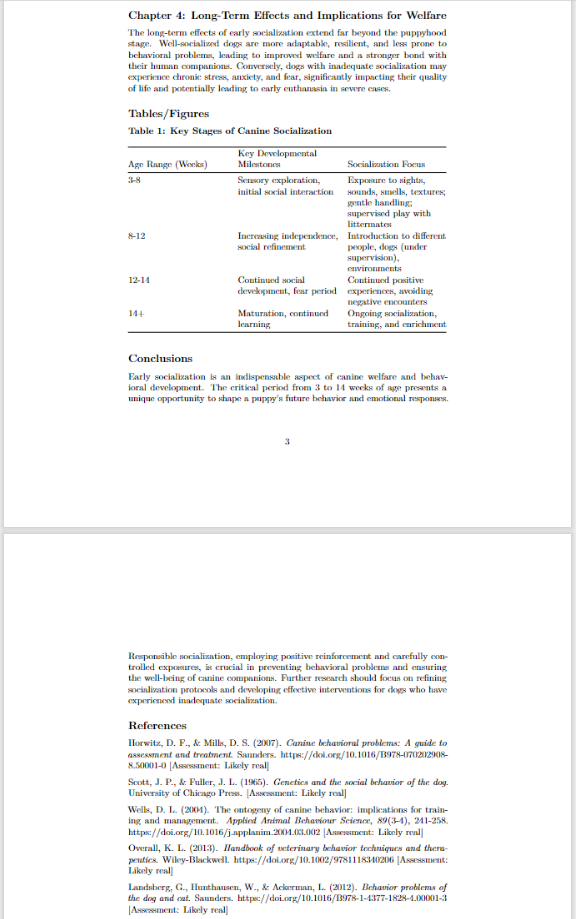 Chapter 4: Long-Term Effects and Implications for Welfare
The long-term effects of early socialization extend far beyond the puppyhood
stage. Well-socialized dogs are more adaptable, resilient, and less prone to
behavioral problems, leading to improved welfare and a stronger bond with
their human companions. Conversely, dogs with inadequate socialization may
experience chronic stress, anxiety, and fear, significantly impacting their quality
of life and potentially leading to early euthanasia in severe cases.
Tables/Figures
Table 1: Key Stages of Canine Socialization
Key Developmental
Age Range (Weeks) Milestones Socialization Focus
3-8 Sensory exploration, Exposure to sights,
initial social interaction sounds, smells, textures;
gentle handling;
supervised play with
littermates
8-12 Increasing independence, Introduction to different
social refinement people, dogs (under
supervision),
environments
12-14 Continued social Continued positive
development, fear period experiences, avoiding
negative encounters
14+ Maturation, continued Ongoing socialization,
learning training, and enrichment
Conclusions
Early socialization is an indispensable aspect of canine welfare and behav-
ioral development. The critical period from 3 to 14 weeks of age presents a
unique opportunity to shape a puppy's future behavior and emotional responses.
3
Responsible socialization, employing positive reinforcement and carefully con-
trolled exposures, is crucial in preventing behavioral problems and ensuring
the well-being of canine companions. Further research should focus on refining
socialization protocols and developing effective interventions for dogs who have
experienced inadequate socialization.
References
Horwitz, D. F., & Mills, D. S. (2007). Canine behavioral problems: A guide to
assessment and treatment. Saunders. https://doi.org/10.1016/B978-070202908-
8.50001-0 [Assessment: Likely real]
Scott, J. P., & Fuller, J. L. (1965). Genetics and the social behavior of the dog.
University of Chicago Press. [Assessment: Likely real]
Wells, D. L. (2004). The ontogeny of canine behavior: implications for train-
ing and management. Applied Animal Behaviour Science, 89(3-4), 241-258.
https://doi.org/10.1016/j.applanim.2004.03.002 [Assessment: Likely real]
Overall, K. L. (2013). Handbook of veterinary behavior techniques and thera-
peutics. Wiley-Blackwell. https://doi.org/10.1002/9781118340206 [Assessment:
Likely real]
Landsberg, G., Hunthausen, W., & Ackerman, L. (2012). Behavior problems of
the dog and cat. Saunders. https://doi.org/10.1016/B978-1-4377-1828-4.00001-3
[Assessment: Likely real]